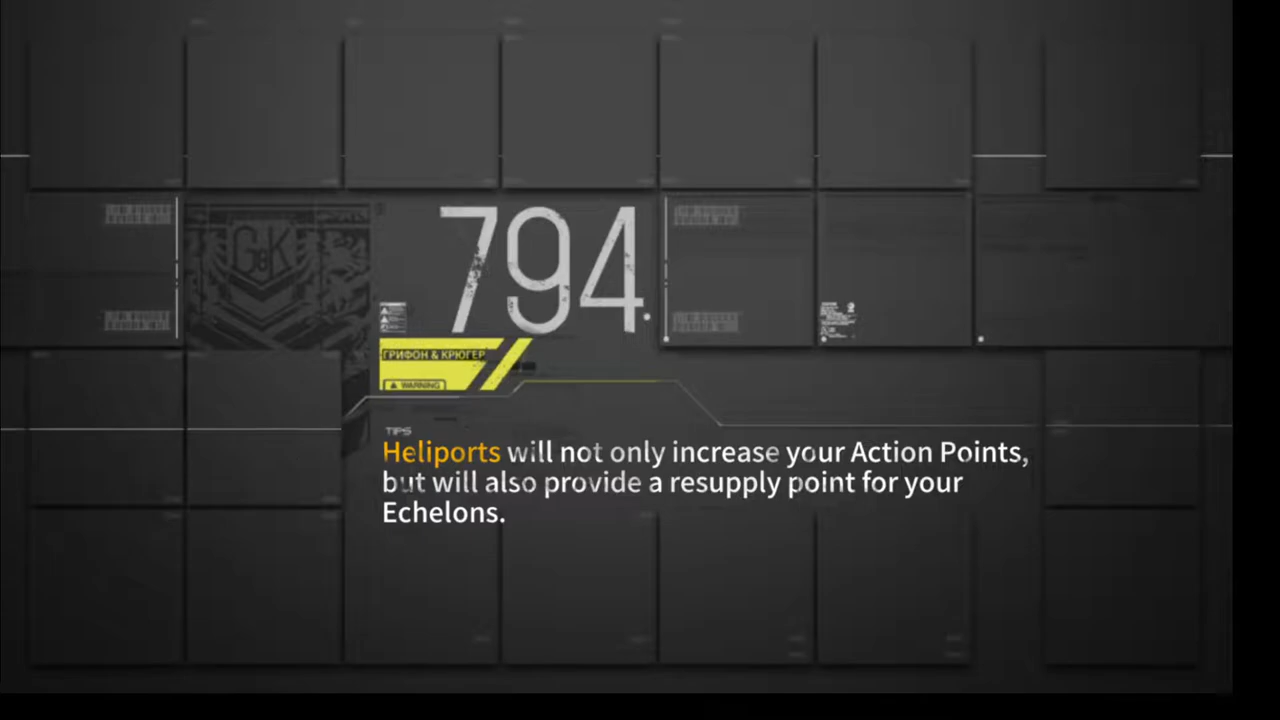 G&K
794
ГРИФОН & КРЮГЕР
WARNING
TIPS
Heliports will not only increase your Action Points,
but will also provide a resupply point for your
Echelons.